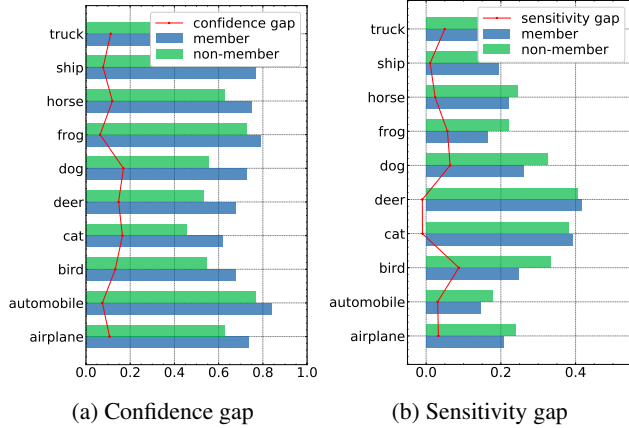 confidence gap
member
non-member
truck
ship
horse
frog
dog
deer
cat
bird
automobile
airplane
0.0 0.2 0.4 0.6 0.8 1.0
(a) Confidence gap
sensitivity gap
member
non-member
truck
ship
horse
frog
dog
deer
cat
bird
automobile
airplane
0.0 0.2 0.4
(b) Sensitivity gap